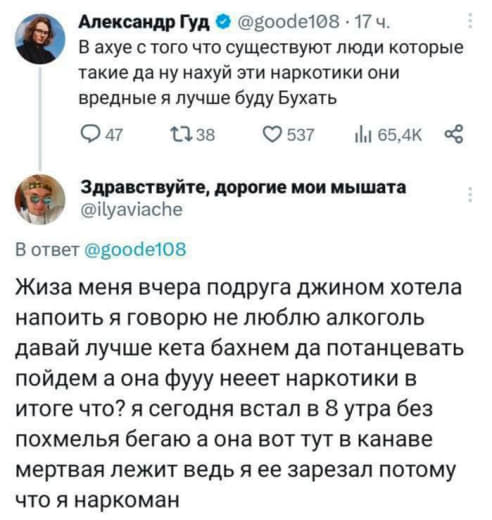 Александр Гуд @goode108 · 17 ч.
В ахуе с того что существуют люди которые
такие да ну нахуй эти наркотики они
вредные я лучше буду Бухать
47 38 537 65,4К
Здравствуйте, дорогие мои мышата
@ilyaviache
В ответ @goode108
Жиза меня вчера подруга джином хотела
напоить я говорю не люблю алкоголь
давай лучше кета бахнем да потанцевать
пойдем а она фууу нееет наркотики в
итоге что? я сегодня встал в 8 утра без
похмелья бегаю а она вот тут в канаве
мертвая лежит ведь я ее зарезал потому
что я наркоман